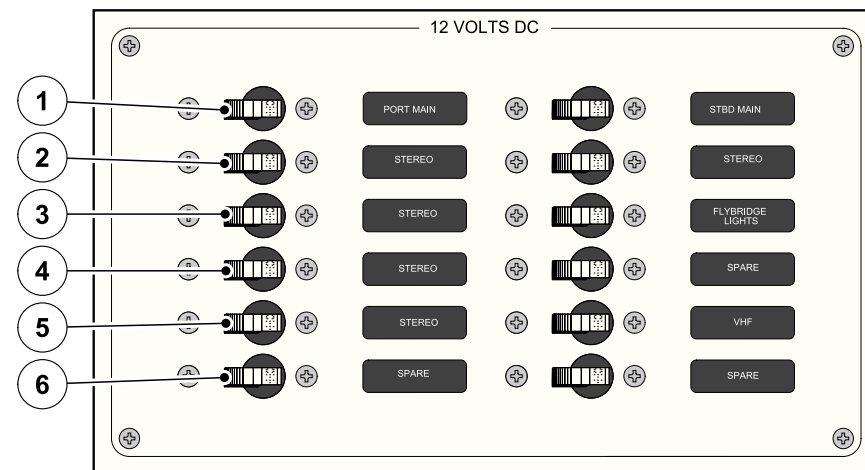 12 VOLTS DC
1
PORT MAIN
STBD MAIN
2
STEREO
STEREO
3
STEREO
FLYBRIDGE
LIGHTS
4
STEREO
SPARE
5
STEREO
VHF
6
SPARE
SPARE